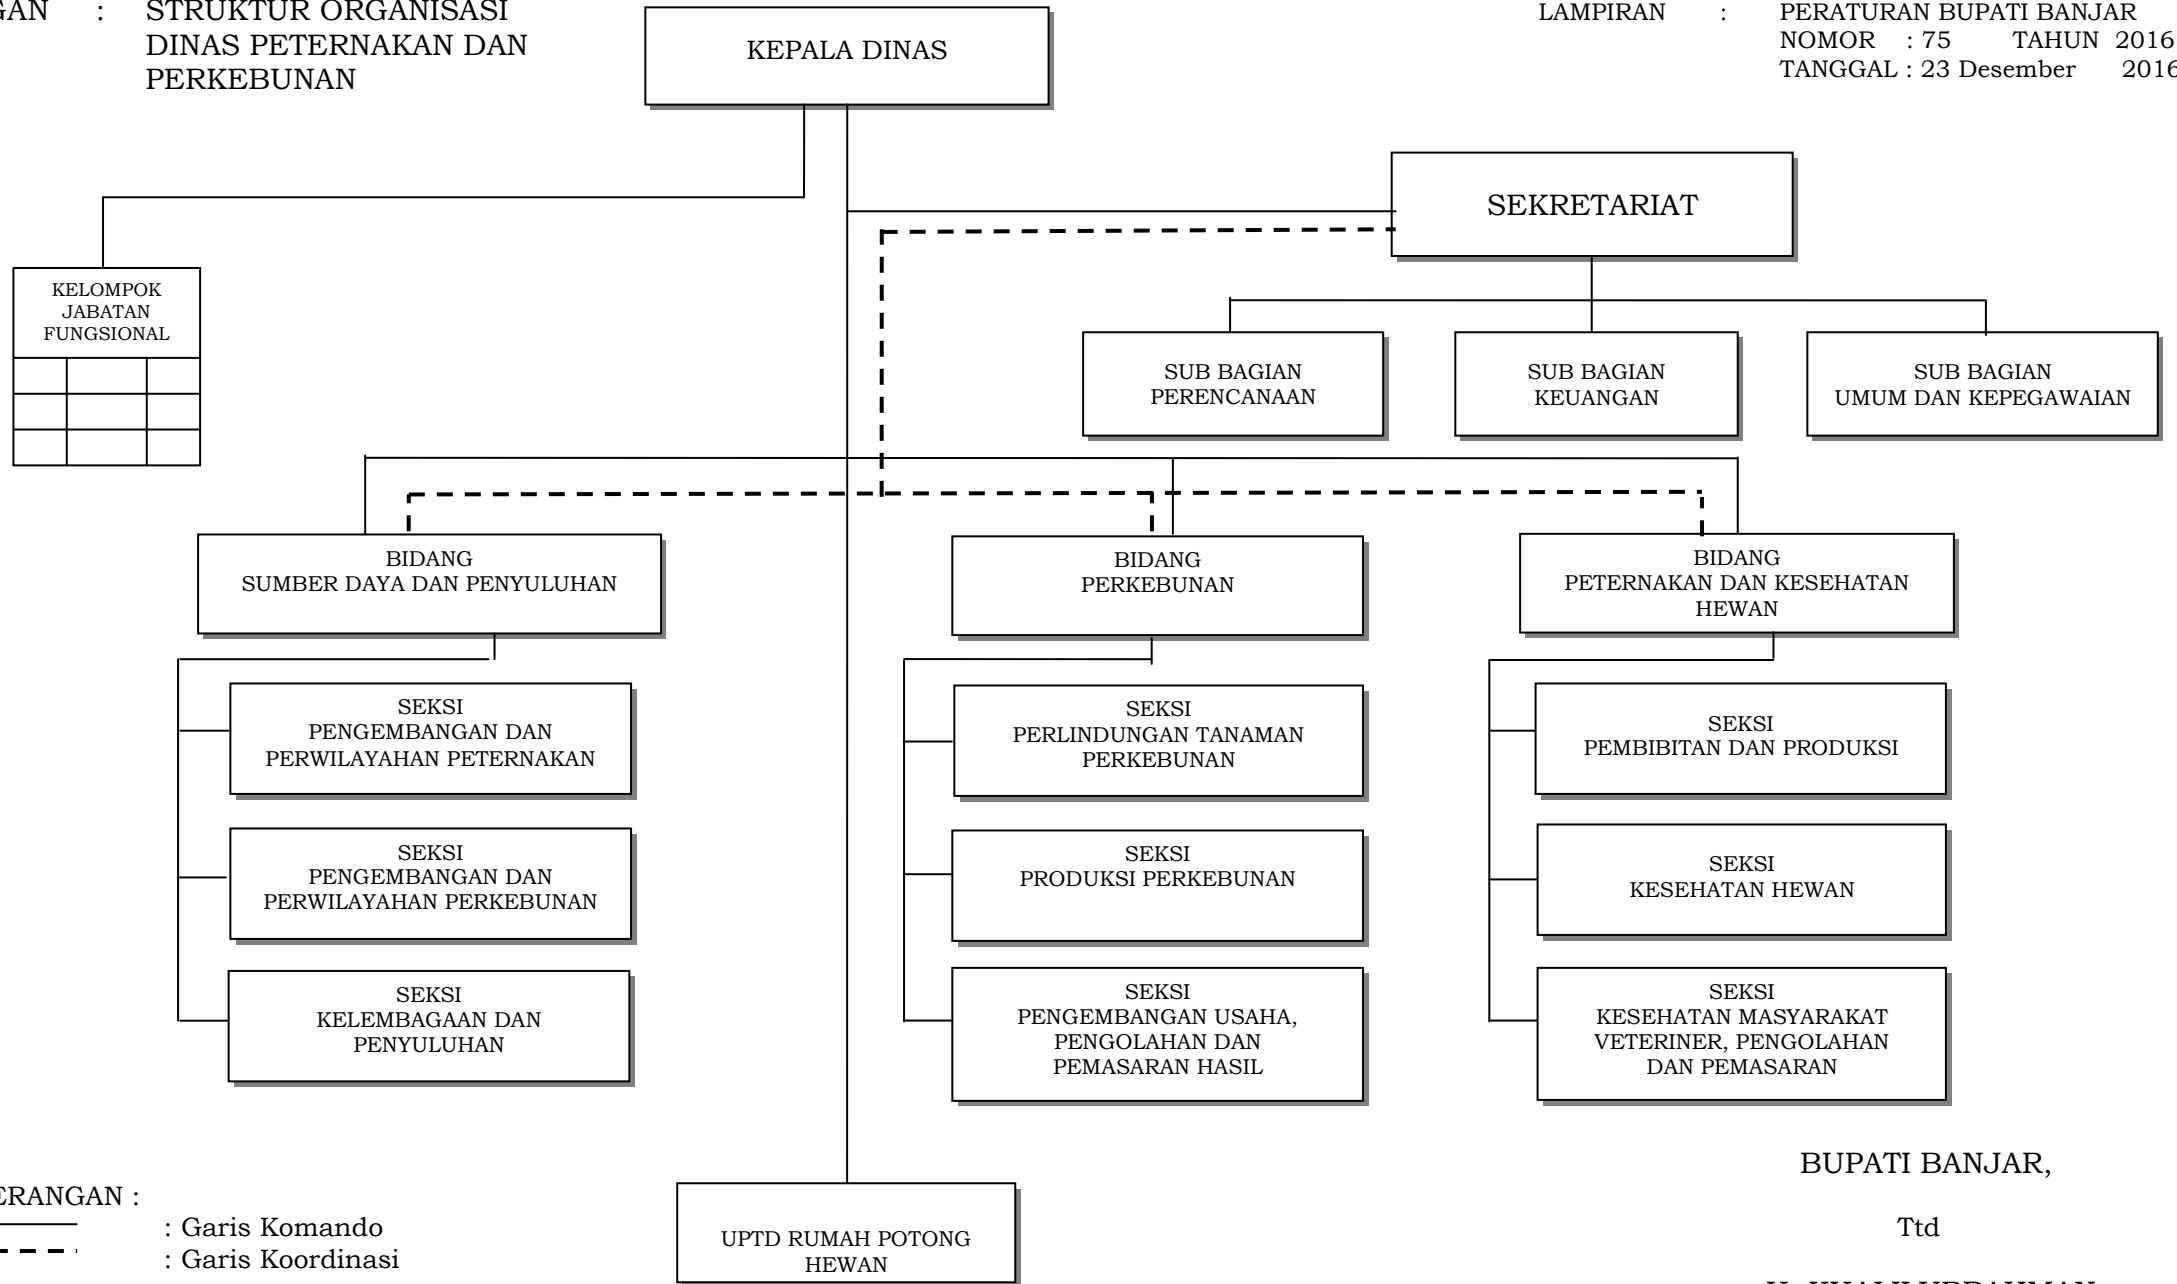 GAN : STRUKTUR ORGANISASI
DINAS PETERNAKAN DAN
PERKEBUNAN
LAMPIRAN : PERATURAN BUPATI BANJAR
NOMOR : 75 TAHUN 2016
TANGGAL : 23 Desember 2016
KEPALA DINAS
SEKRETARIAT
KELOMPOK
JABATAN
FUNGSIONAL
SUB BAGIAN
PERENCANAAN
SUB BAGIAN
KEUANGAN
SUB BAGIAN
UMUM DAN KEPEGAWAIAN
BIDANG
SUMBER DAYA DAN PENYULUHAN
BIDANG
PERKEBUNAN
BIDANG
PETERNAKAN DAN KESEHATAN
HEWAN
SEKSI
PENGEMBANGAN DAN
PERWILAYAHAN PETERNAKAN
SEKSI
PERLINDUNGAN TANAMAN
PERKEBUNAN
SEKSI
PEMBIBITAN DAN PRODUKSI
SEKSI
PENGEMBANGAN DAN
PERWILAYAHAN PERKEBUNAN
SEKSI
PRODUKSI PERKEBUNAN
SEKSI
KESEHATAN HEWAN
SEKSI
KELEMBAGAAN DAN
PENYULUHAN
SEKSI
PENGEMBANGAN USAHA,
PENGOLAHAN DAN
PEMASARAN HASIL
SEKSI
KESEHATAN MASYARAKAT
VETERINER, PENGOLAHAN
DAN PEMASARAN
UPTD RUMAH POTONG
HEWAN
ERANGAN :
: Garis Komando
: Garis Koordinasi
BUPATI BANJAR,
Ttd
H. KHALILURRAHMAN